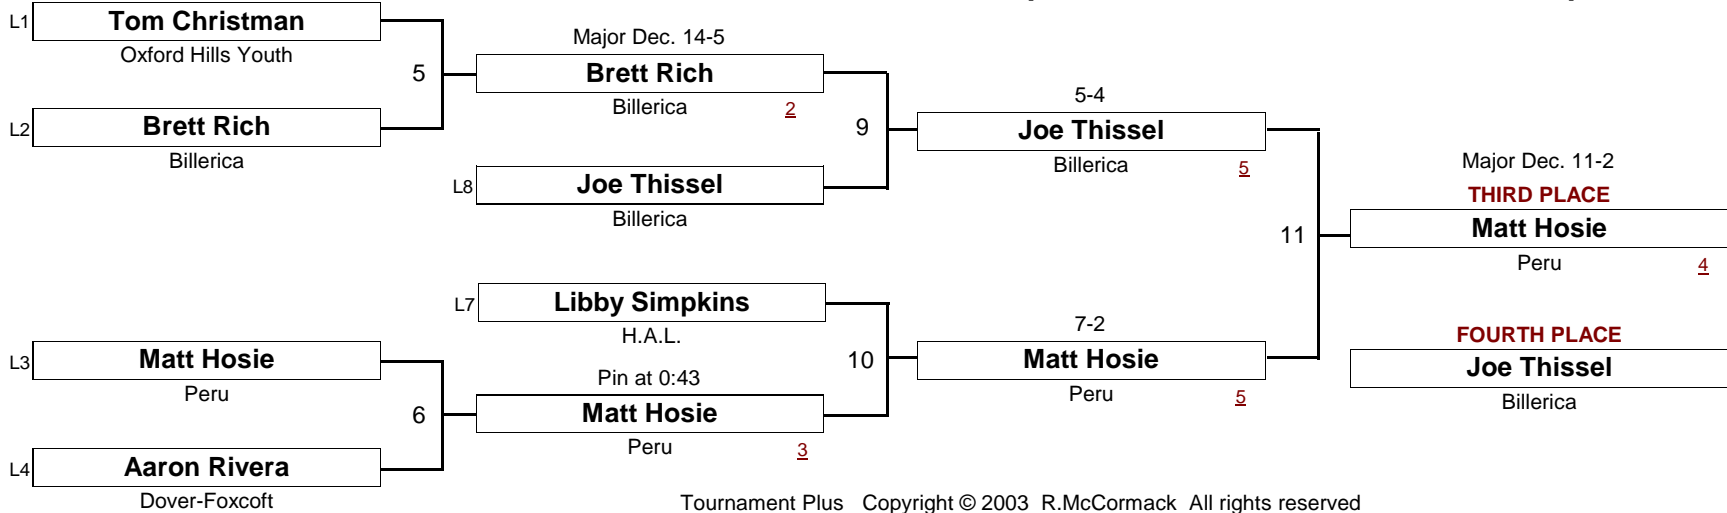 L1 Tom Christman
Oxford Hills Youth
5
L2 Brett Rich
Billerica
Major Dec. 14-5
Brett Rich
Billerica 2
9
L8 Joe Thissel
Billerica
5-4
Joe Thissel
Billerica 5
L7 Libby Simpkins
H.A.L.
10
L3 Matt Hosie
Peru
6
L4 Aaron Rivera
Dover-Foxcoft
Pin at 0:43
Matt Hosie
Peru 3
7-2
Matt Hosie
Peru 5
11
Major Dec. 11-2
THIRD PLACE
Matt Hosie
Peru 4
FOURTH PLACE
Joe Thissel
Billerica
Tournament Plus Copyright © 2003 R.McCormack All rights reserved